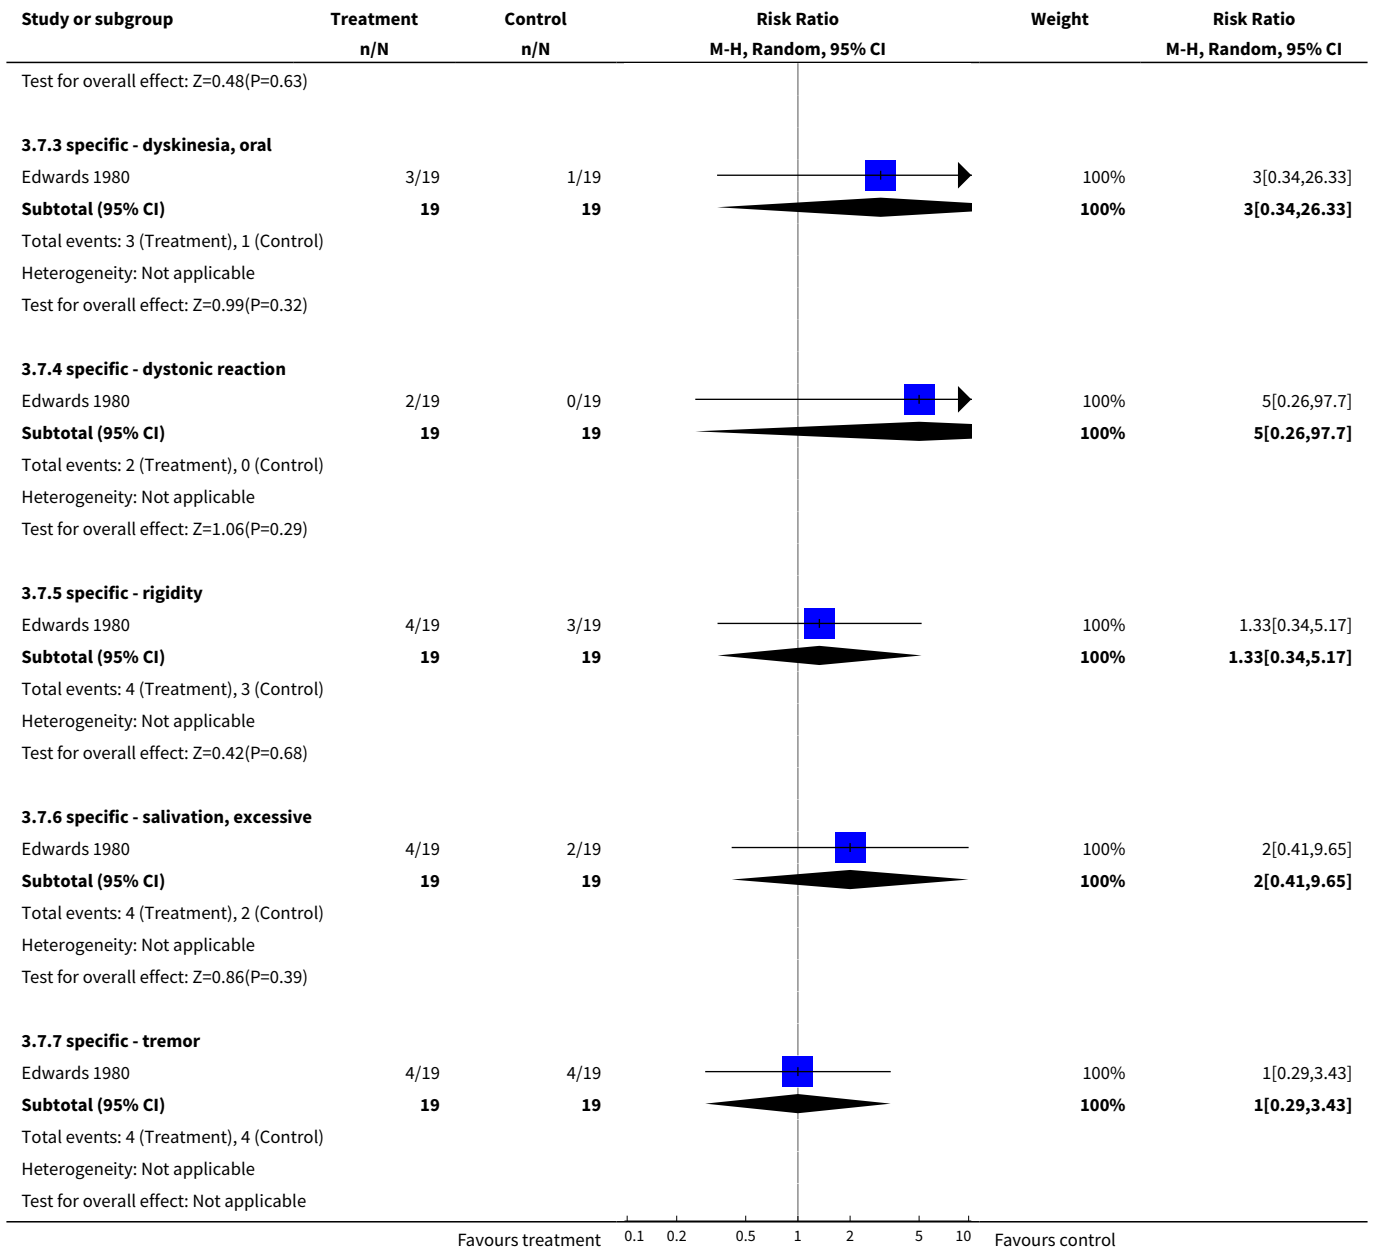 Study or subgroup Treatment Control Risk Ratio Weight Risk Ratio
n/N n/N M-H, Random, 95% CI M-H, Random, 95% CI
Test for overall effect: Z=0.48(P=0.63)
3.7.3 specific - dyskinesia, oral
Edwards 1980 3/19 1/19 100% 3[0.34,26.33]
Subtotal (95% CI) 19 19 100% 3[0.34,26.33]
Total events: 3 (Treatment), 1 (Control)
Heterogeneity: Not applicable
Test for overall effect: Z=0.99(P=0.32)
3.7.4 specific - dystonic reaction
Edwards 1980 2/19 0/19 100% 5[0.26,97.7]
Subtotal (95% CI) 19 19 100% 5[0.26,97.7]
Total events: 2 (Treatment), 0 (Control)
Heterogeneity: Not applicable
Test for overall effect: Z=1.06(P=0.29)
3.7.5 specific - rigidity
Edwards 1980 4/19 3/19 100% 1.33[0.34,5.17]
Subtotal (95% CI) 19 19 100% 1.33[0.34,5.17]
Total events: 4 (Treatment), 3 (Control)
Heterogeneity: Not applicable
Test for overall effect: Z=0.42(P=0.68)
3.7.6 specific - salivation, excessive
Edwards 1980 4/19 2/19 100% 2[0.41,9.65]
Subtotal (95% CI) 19 19 100% 2[0.41,9.65]
Total events: 4 (Treatment), 2 (Control)
Heterogeneity: Not applicable
Test for overall effect: Z=0.86(P=0.39)
3.7.7 specific - tremor
Edwards 1980 4/19 4/19 100% 1[0.29,3.43]
Subtotal (95% CI) 19 19 100% 1[0.29,3.43]
Total events: 4 (Treatment), 4 (Control)
Heterogeneity: Not applicable
Test for overall effect: Not applicable
Favours treatment 0.1 0.2 0.5 1 2 5 10 Favours control